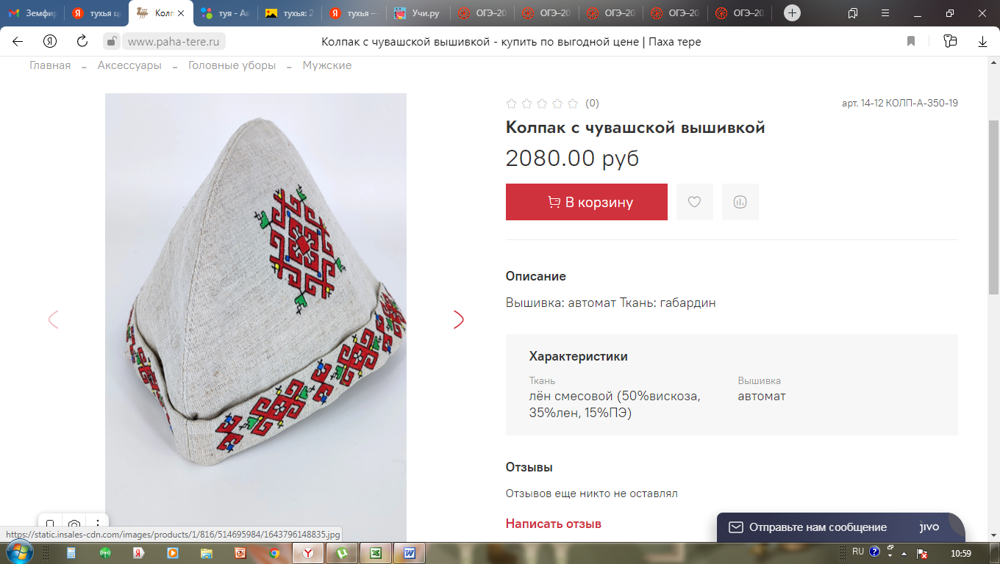 Земфир
тухья це
Колп
туя - Ав
тухья: 2
тухья —
Учи.ру
ОГЭ–20
ОГЭ–20
ОГЭ–20
ОГЭ–20
ОГЭ–20
www.paha-tere.ru
Колпак с чувашской вышивкой - купить по выгодной цене | Паха тере
Главная - Аксессуары - Головные уборы - Мужские
(0)
арт. 14-12 КОЛП-А-350-19
Колпак с чувашской вышивкой
2080.00 руб
В корзину
Описание
Вышивка: автомат Ткань: габардин
Характеристики
Ткань
лён смесовой (50%вискоза,
35%лен, 15%ПЭ)
Вышивка
автомат
Отзывы
Отзывов еще никто не оставлял
Написать отзыв
Отправьте нам сообщение jivo
https://static.insales-cdn.com/images/products/1/816/514695984/1643796148835.jpg
RU
10:59